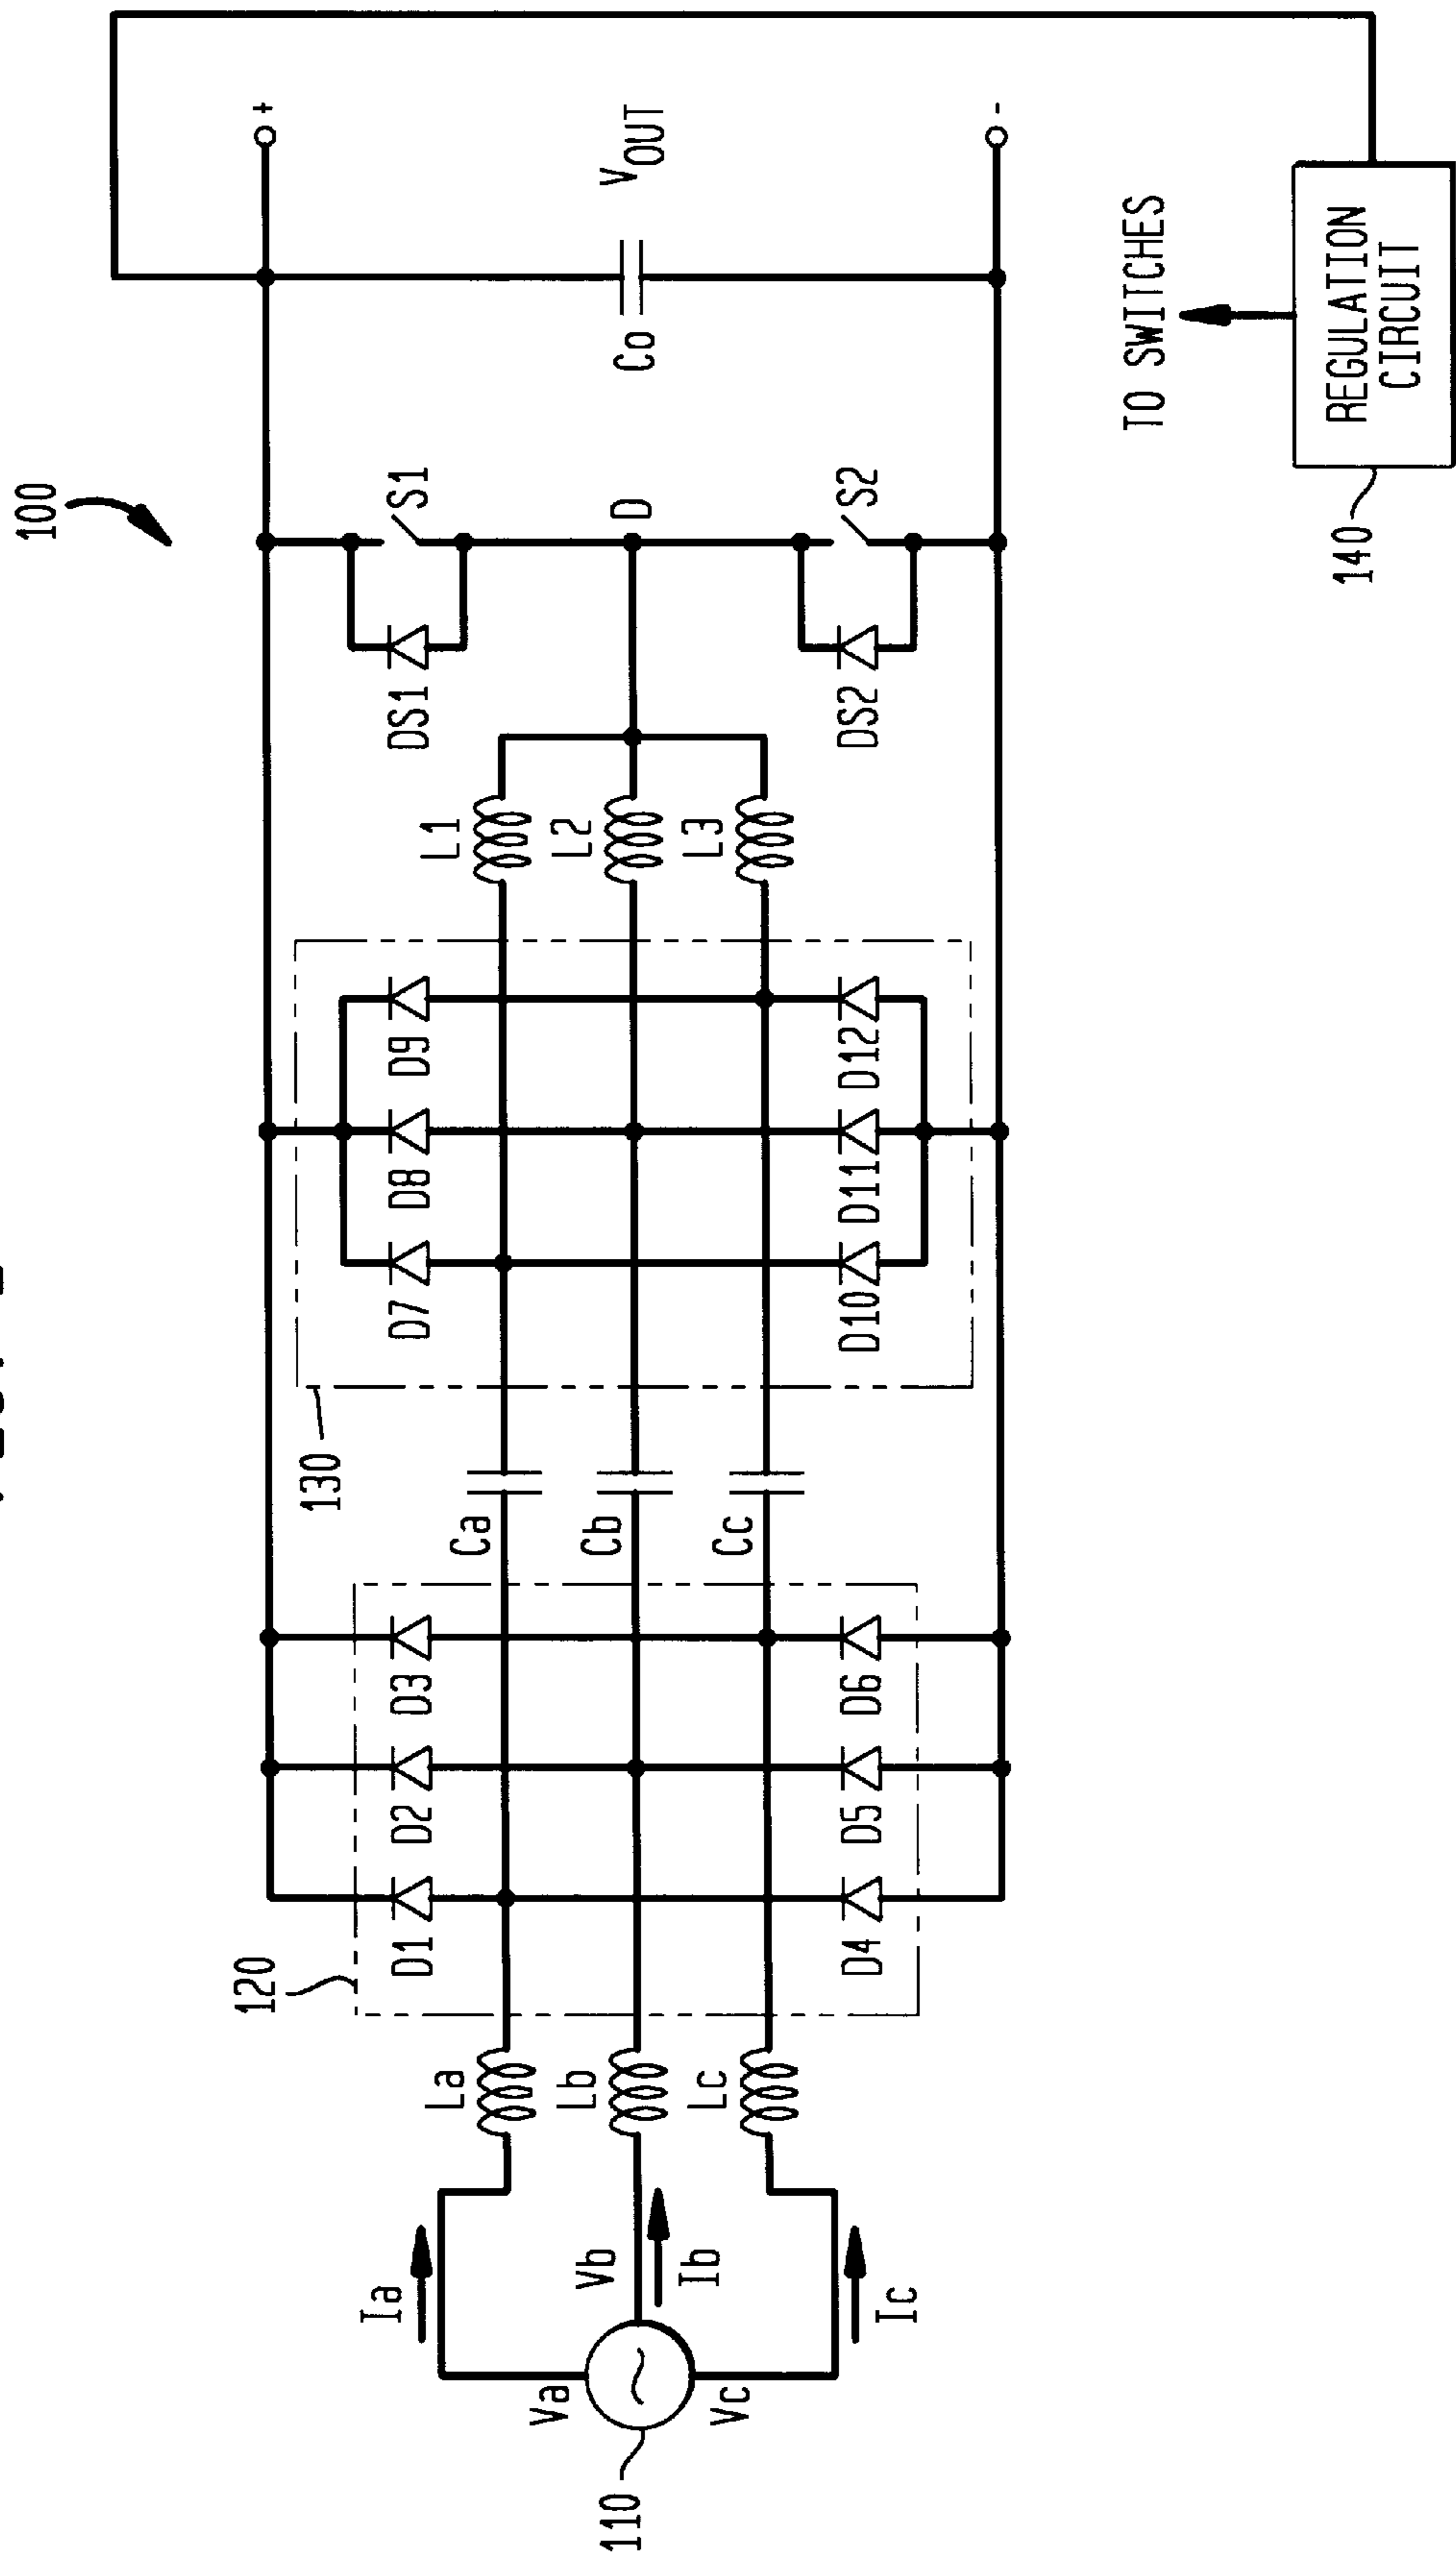 100
+
VOUT
-
Co
S1
D
S2
DS1
DS2
TO SWITCHES
REGULATION
CIRCUIT
140
L1
L2
L3
D9
D8
D7
D12
D11
D10
130
Ca
Cb
Cc
D3
D2
D1
D6
D5
D4
120
La
Lb
Lc
Ia
Vb
Ib
Ic
Va
Vc
110